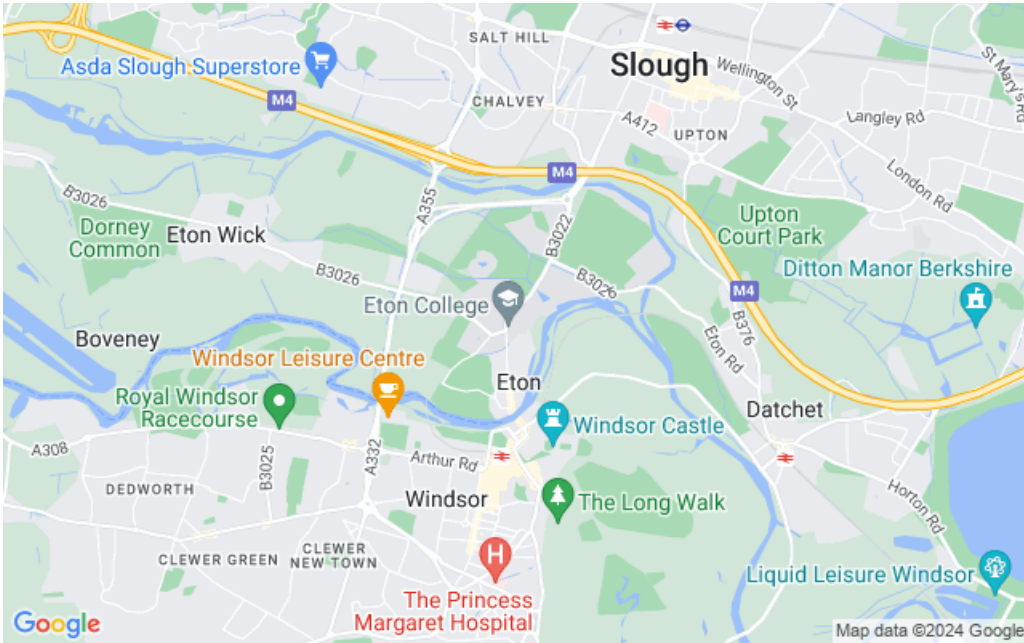 SALT HILL
Slough
Asda Slough Superstore
Wellington St
St Mary's Rd
M4
CHALVEY
A412
UPTON
Langley Rd
M4
London Rd
B3026
A355
Dorney
Common
Eton Wick
B3022
Upton
Court Park
B3026
B3026
Ditton Manor Berkshire
Eton College
M4
B376
Eton Rd
Boveney
Windsor Leisure Centre
Eton
Royal Windsor
Racecourse
Datchet
Windsor Castle
A308
B3025
A332
Arthur Rd
DEDWORTH
Windsor
The Long Walk
Horton Rd
CLEWER GREEN
CLEWER
NEW TOWN
H
Liquid Leisure Windsor
The Princess
Margaret Hospital
Google
Map data ©2024 Google